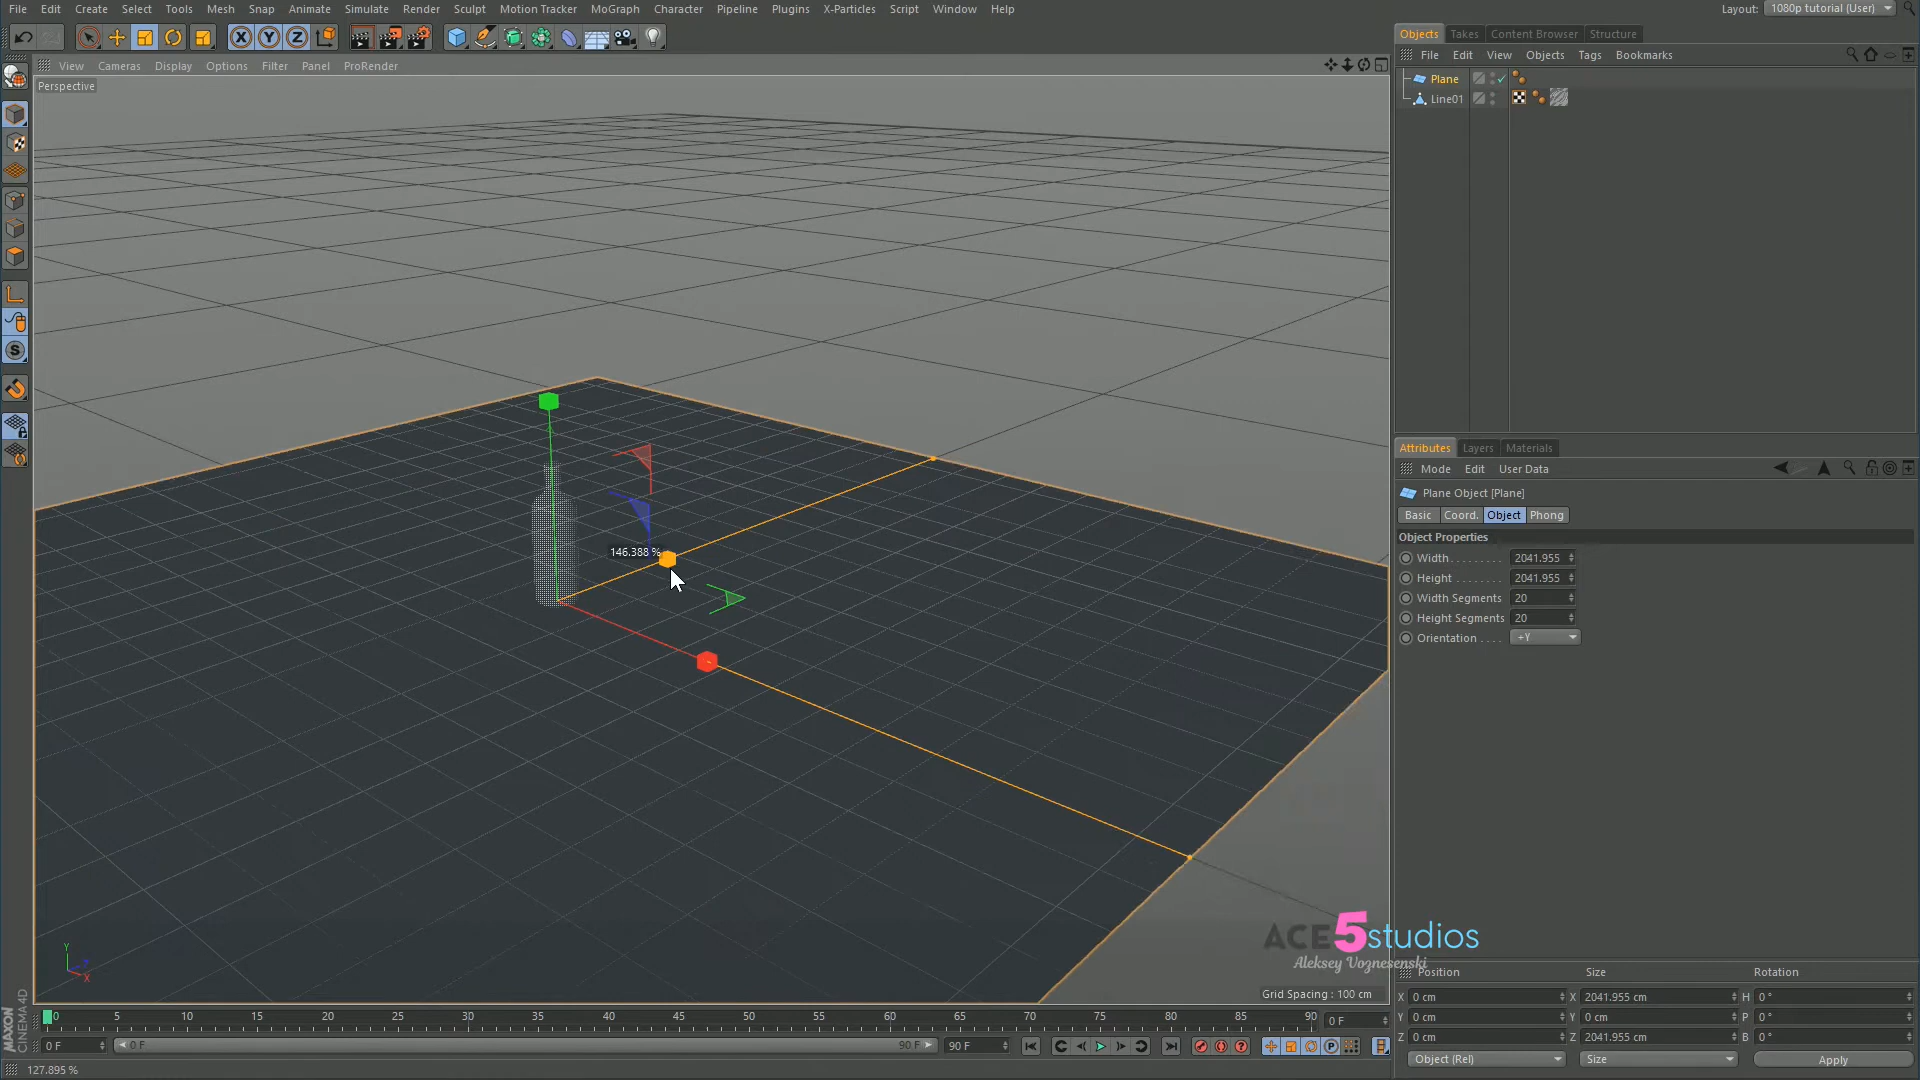 File Edit Create Select Tools Mesh Snap Animate Simulate Render Sculpt Motion Tracker MoGraph Character Pipeline Plugins X-Particles Script Window Help
Layout: 1080p tutorial (User)
X Y Z
View Cameras Display Options Filter Panel ProRender
Perspective
146.388 %
Y
Z
X
Grid Spacing : 100 cm
Objects Takes Content Browser Structure
File Edit View Objects Tags Bookmarks
Plane
Line01
Attributes Layers Materials
Mode Edit User Data
Plane Object [Plane]
Basic Coord. Object Phong
Object Properties
Width . . . . . . . . 2041.955
Height . . . . . . . 2041.955
Width Segments 20
Height Segments 20
Orientation . . . . +Y
ACE5studios
Aleksey Voznesenski
Position Size Rotation
X 0 cm X 2041.955 cm H 0 °
Y 0 cm Y 0 cm P 0 °
Z 0 cm Z 2041.955 cm B 0 °
Object (Rel) Size Apply
0 5 10 15 20 25 30 35 40 45 50 55 60 65 70 75 80 85 90 0 F
0 F 0 F 90 F 90 F
MAXON
CINEMA 4D
127.895 %